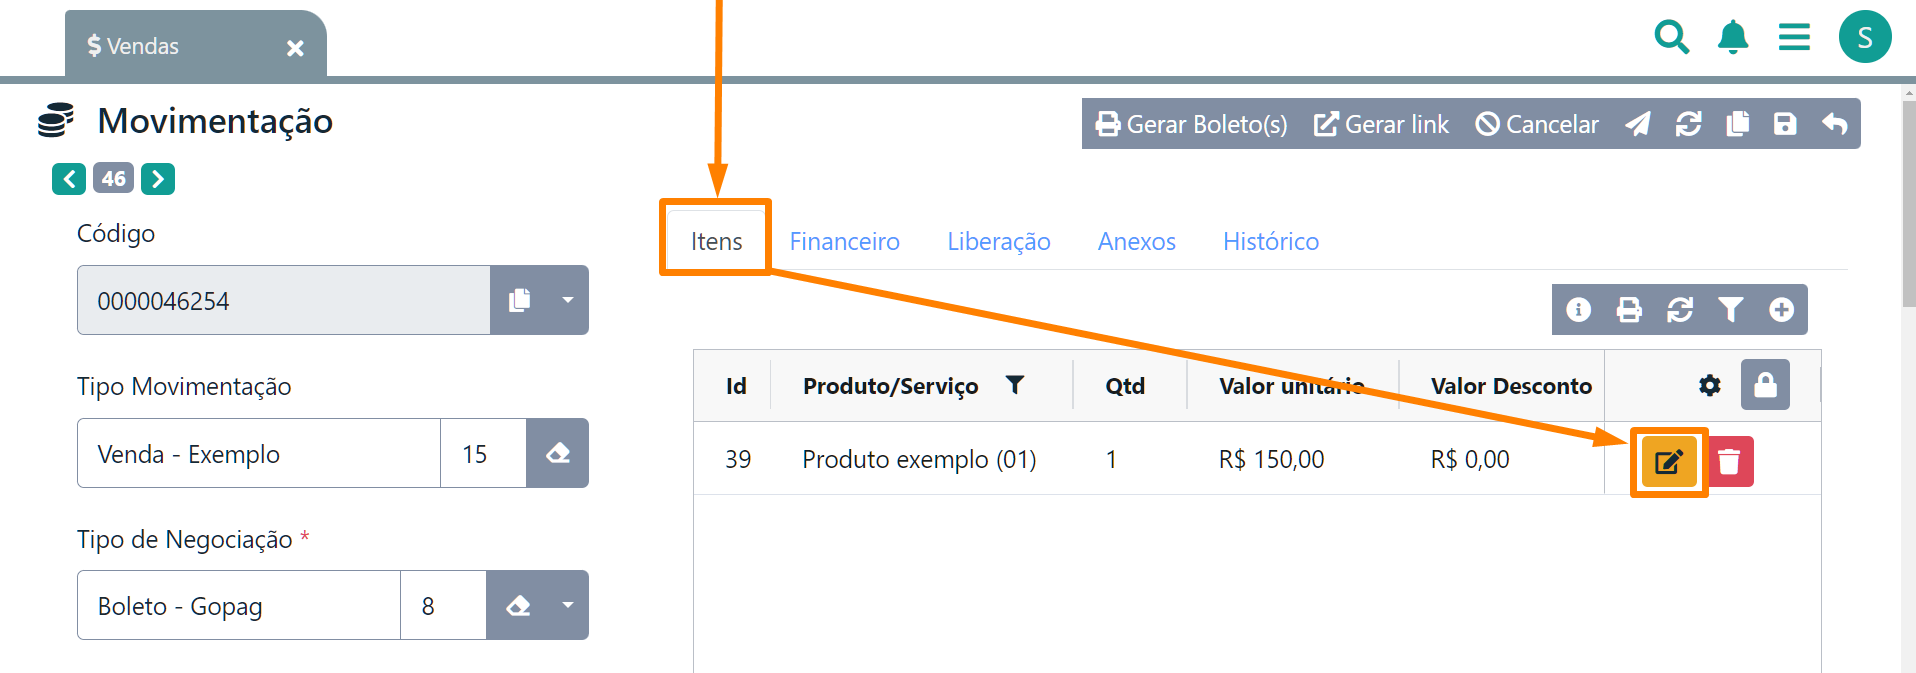 $ Vendas
S
Movimentação
Gerar Boleto(s) Gerar link Cancelar
46
Código
0000046254
Tipo Movimentação
Venda - Exemplo 15
Tipo de Negociação *
Boleto - Gopag 8
Itens Financeiro Liberação Anexos Histórico
Id Produto/Serviço Qtd Valor unitário Valor Desconto
39 Produto exemplo (01) 1 R$ 150,00 R$ 0,00